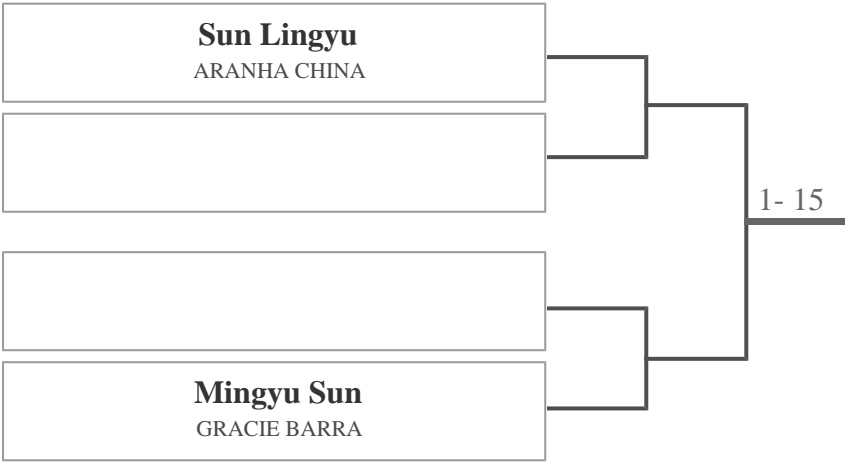 Sun Lingyu
ARANHA CHINA
1- 15
Mingyu Sun
GRACIE BARRA